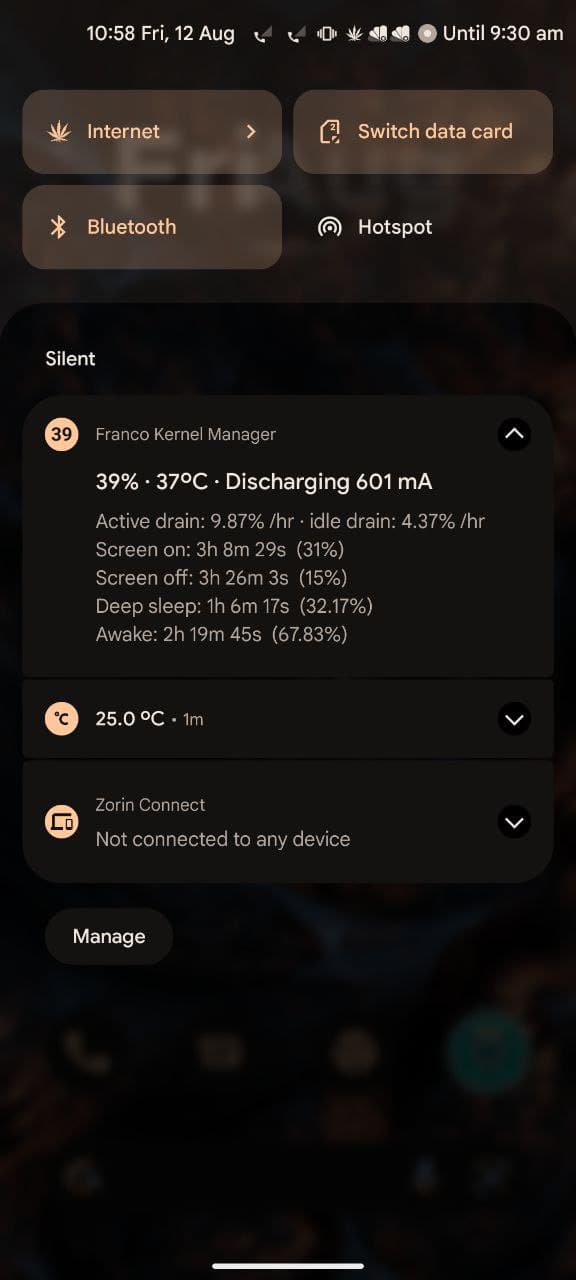 10:58 Fri, 12 Aug Until 9:30 am
Internet
2 Switch data card
Bluetooth
Hotspot
Silent
39 Franco Kernel Manager
39% · 37ºC · Discharging 601 mA
Active drain: 9.87% /hr · idle drain: 4.37% /hr
Screen on: 3h 8m 29s (31%)
Screen off: 3h 26m 3s (15%)
Deep sleep: 1h 6m 17s (32.17%)
Awake: 2h 19m 45s (67.83%)
°C 25.0 ºC · 1m
Zorin Connect
Not connected to any device
Manage